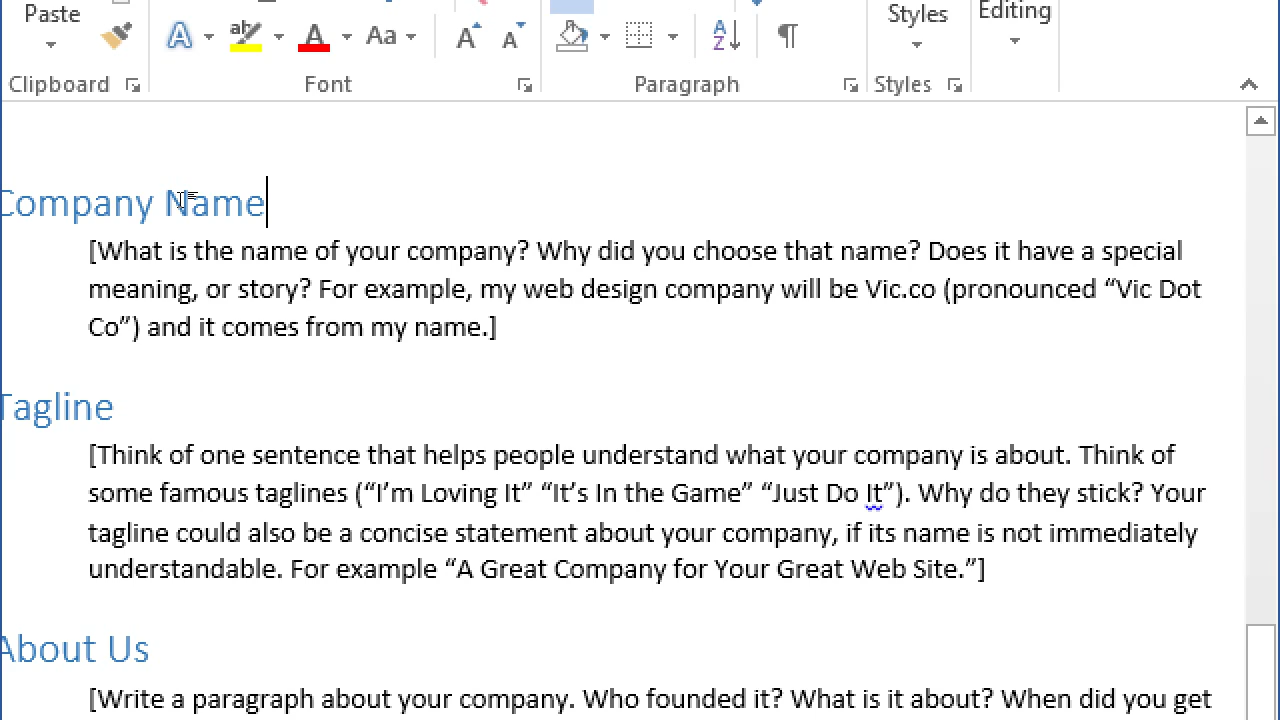 Paste
Styles
Editing
A aby A Aa A A A Z ¶
Clipboard Font Paragraph Styles
Company Name
[What is the name of your company? Why did you choose that name? Does it have a special
meaning, or story? For example, my web design company will be Vic.co (pronounced “Vic Dot
Co”) and it comes from my name.]
Tagline
[Think of one sentence that helps people understand what your company is about. Think of
some famous taglines (“I’m Loving It” “It’s In the Game” “Just Do It”). Why do they stick? Your
tagline could also be a concise statement about your company, if its name is not immediately
understandable. For example “A Great Company for Your Great Web Site.”]
About Us
[Write a paragraph about your company. Who founded it? What is it about? When did you get